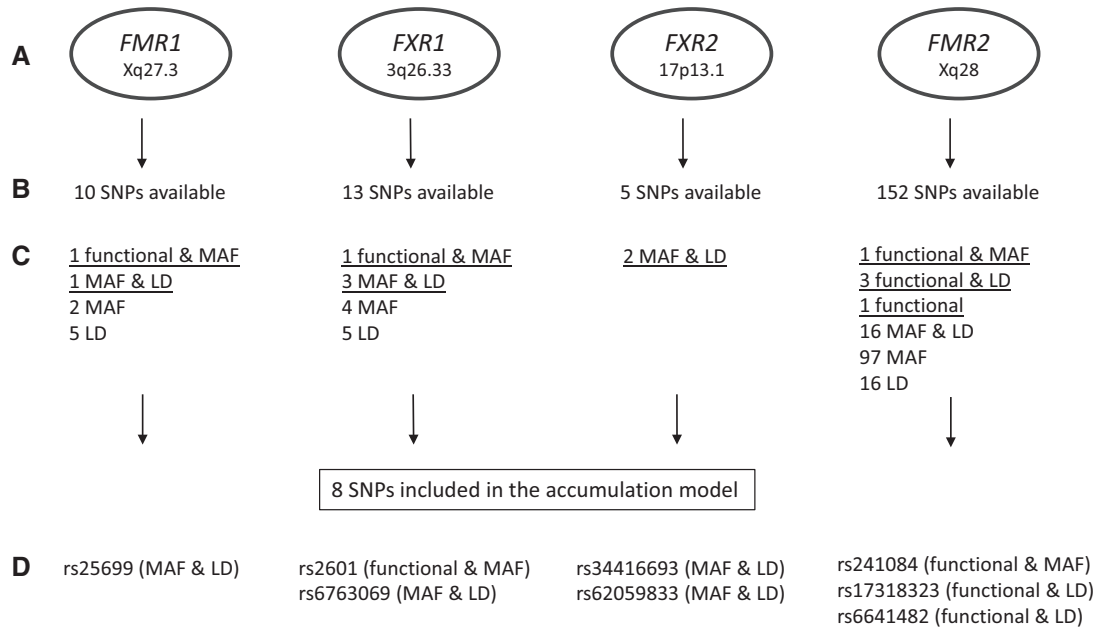 A
FMR1
Xq27.3
FXR1
3q26.33
FXR2
17p13.1
FMR2
Xq28
B
10 SNPs available
13 SNPs available
5 SNPs available
152 SNPs available
C
1 functional & MAF
1 MAF & LD
2 MAF
5 LD
1 functional & MAF
3 MAF & LD
4 MAF
5 LD
2 MAF & LD
1 functional & MAF
3 functional & LD
1 functional
16 MAF & LD
97 MAF
16 LD
8 SNPs included in the accumulation model
D
rs25699 (MAF & LD)
rs2601 (functional & MAF)
rs6763069 (MAF & LD)
rs34416693 (MAF & LD)
rs62059833 (MAF & LD)
rs241084 (functional & MAF)
rs17318323 (functional & LD)
rs6641482 (functional & LD)